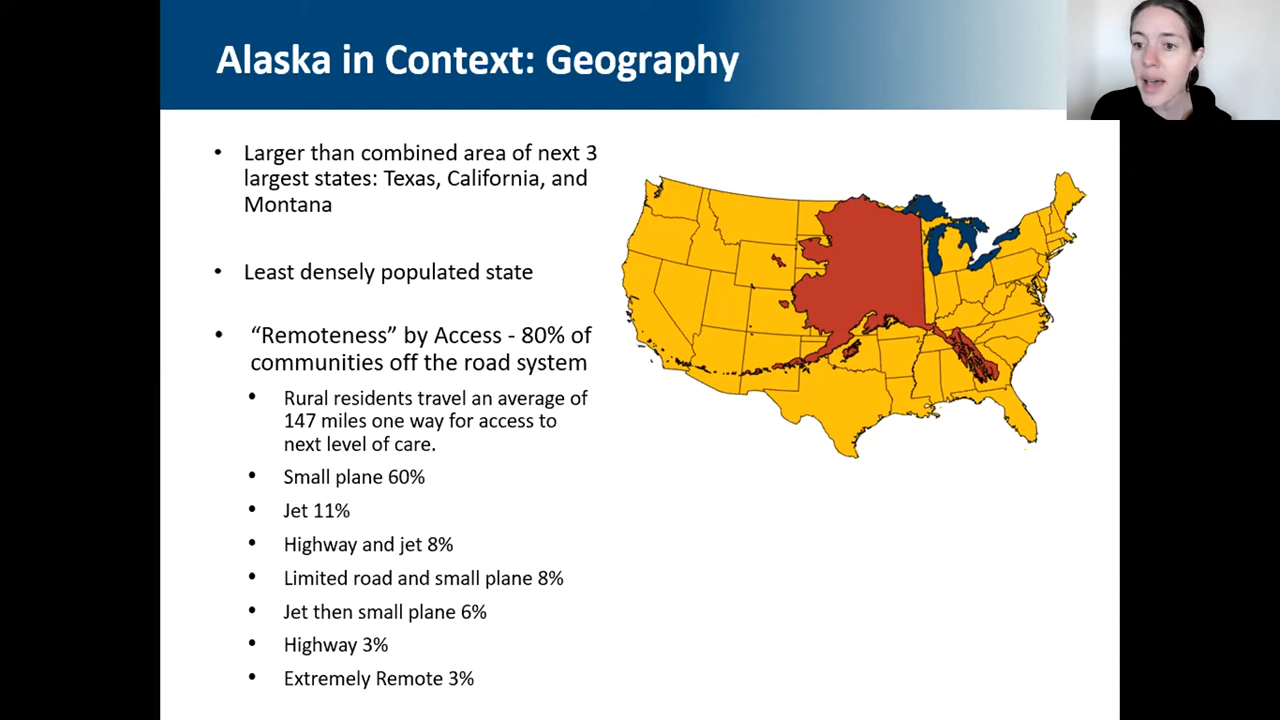 Alaska in Context: Geography
• Larger than combined area of next 3
largest states: Texas, California, and
Montana
• Least densely populated state
• “Remoteness” by Access - 80% of
communities off the road system
• Rural residents travel an average of
147 miles one way for access to
next level of care.
• Small plane 60%
• Jet 11%
• Highway and jet 8%
• Limited road and small plane 8%
• Jet then small plane 6%
• Highway 3%
• Extremely Remote 3%